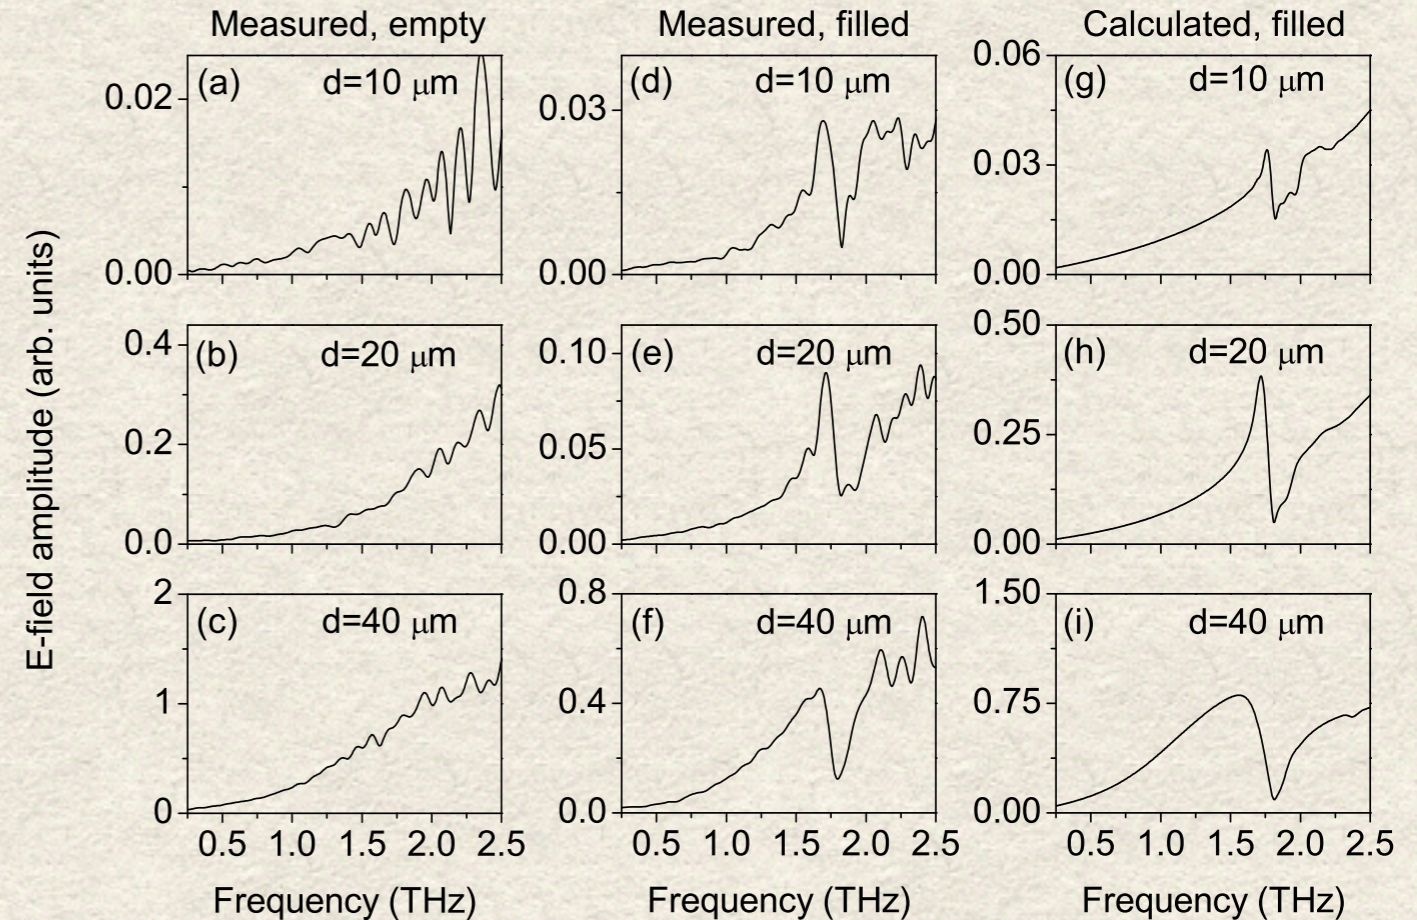 Measured, empty
Measured, filled
Calculated, filled
E-field amplitude (arb. units)
(a) d=10 μm
0.02
0.00
(d) d=10 μm
0.03
0.00
(g) d=10 μm
0.06
0.03
0.00
(b) d=20 μm
0.4
0.2
0.0
(e) d=20 μm
0.10
0.05
0.00
(h) d=20 μm
0.50
0.25
0.00
(c) d=40 μm
2
1
0
(f) d=40 μm
0.8
0.4
0.0
(i) d=40 μm
1.50
0.75
0.00
0.5 1.0 1.5 2.0 2.5
0.5 1.0 1.5 2.0 2.5
0.5 1.0 1.5 2.0 2.5
Frequency (THz)
Frequency (THz)
Frequency (THz)